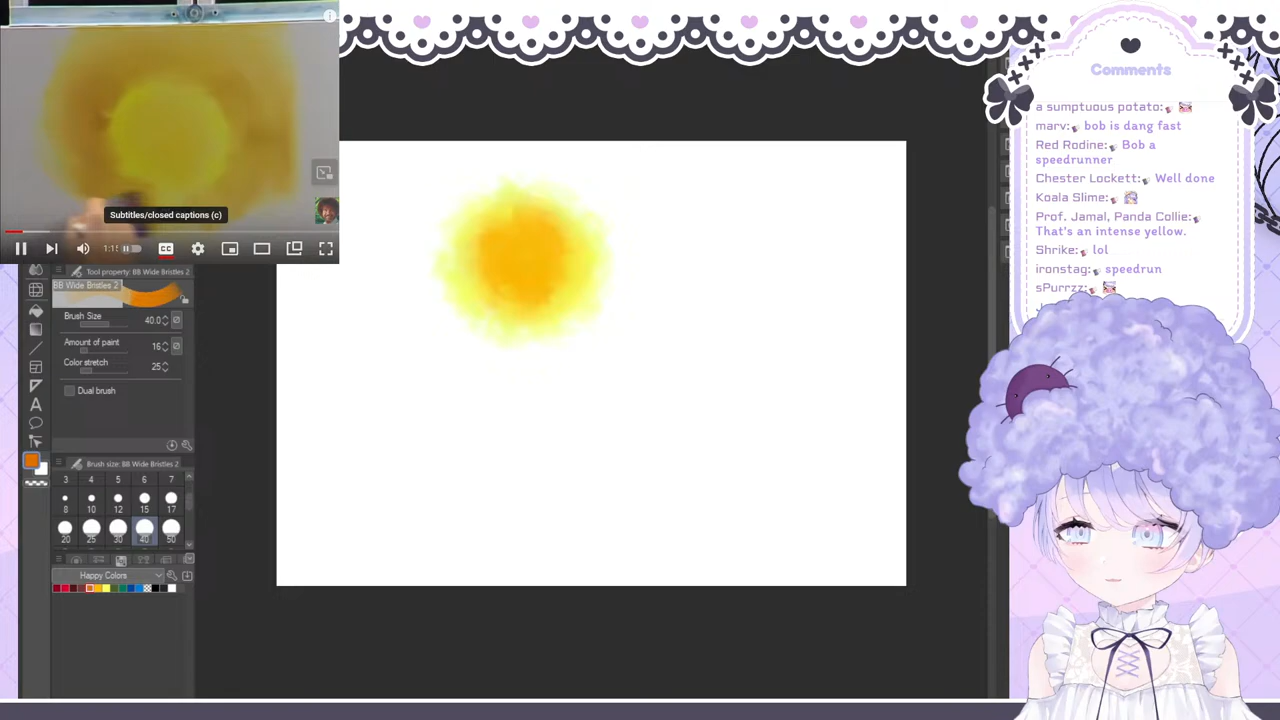 Subtitles/closed captions (c)
CC
Tool property: BB Wide Bristles 2
BB Wide Bristles 2
Brush Size 40.0
Amount of paint 16
Color stretch 25
Dual brush
Brush size: BB Wide Bristles 2
3 4 5 6 7
8 10 12 15 17
20 25 30 40 50
Happy Colors
Comments
a sumptuous potato:
marv: bob is dang fast
Red Rodine: Bob a
speedrunner
Chester Lockett: Well done
Koala Slime:
Prof. Jamal, Panda Collie:
That's an intense yellow.
Shrike: lol
ironstag: speedrun
sPurrzz: